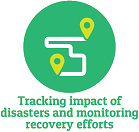 Tracking impact of
disasters and monitoring
recovery efforts